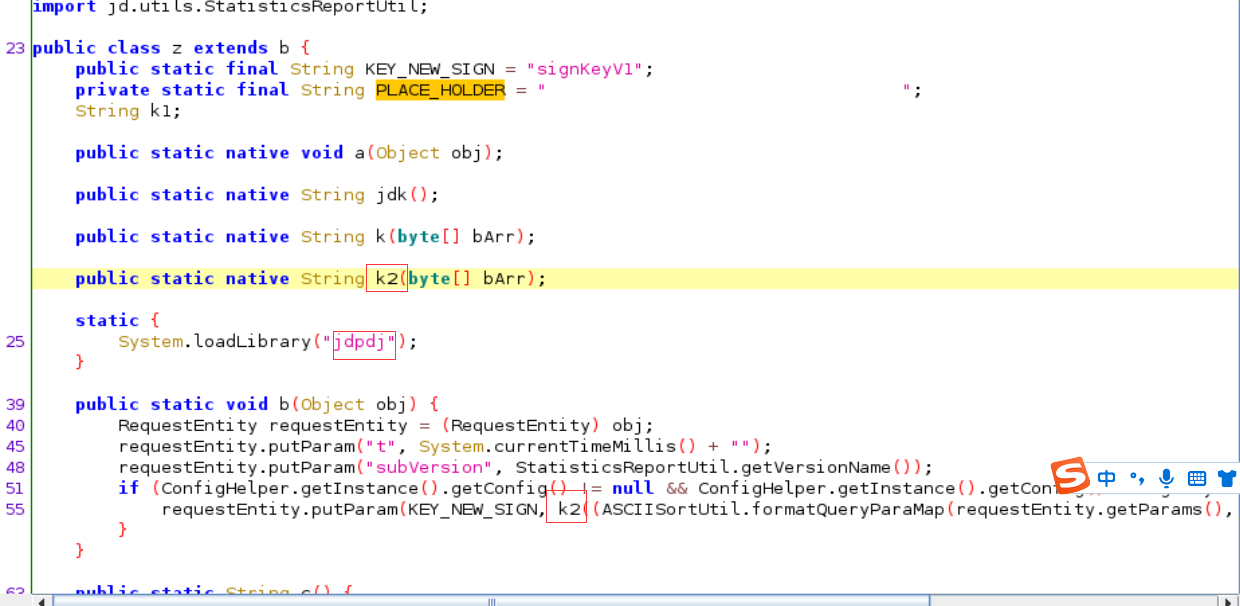 import jd.utils.StatisticsReportUtil;
23 public class z extends b {
public static final String KEY_NEW_SIGN = "signKeyV1";
private static final String PLACE_HOLDER = "                                 ";
String k1;
public static native void a(Object obj);
public static native String jdk();
public static native String k(byte[] bArr);
public static native String k2(byte[] bArr);
static {
25 System.loadLibrary("jdpdj");
}
39 public static void b(Object obj) {
40 RequestEntity requestEntity = (RequestEntity) obj;
45 requestEntity.putParam("t", System.currentTimeMillis() + "");
48 requestEntity.putParam("subVersion", StatisticsReportUtil.getVersionName());
51 if (ConfigHelper.getInstance().getConfig() != null && ConfigHelper.getInstance().getConf
55 requestEntity.putParam(KEY_NEW_SIGN, k2((ASCIISortUtil.formatQueryParaMap(requestEntity.getParams(),
}
}
63 public static String c() {
S 中